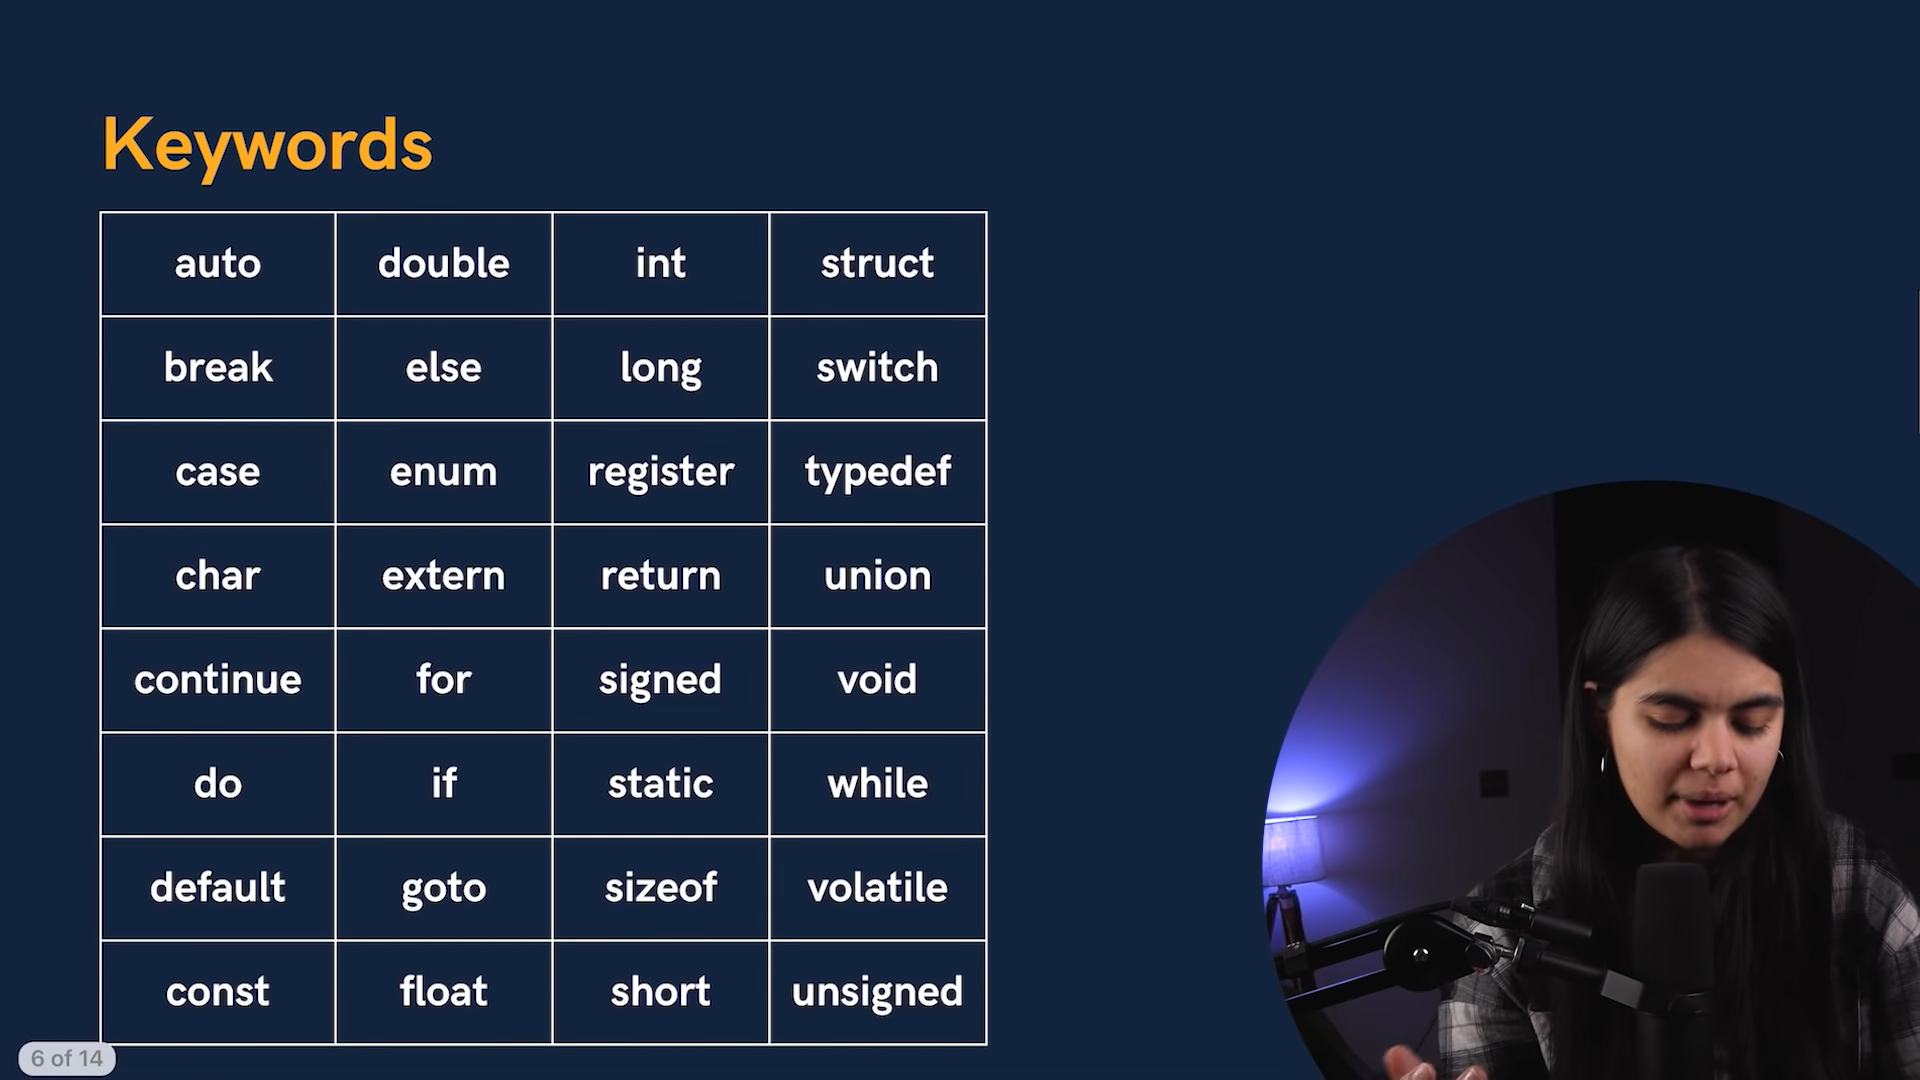 Keywords
auto double int struct
break else long switch
case enum register typedef
char extern return union
continue for signed void
do if static while
default goto sizeof volatile
const float short unsigned
6 of 14